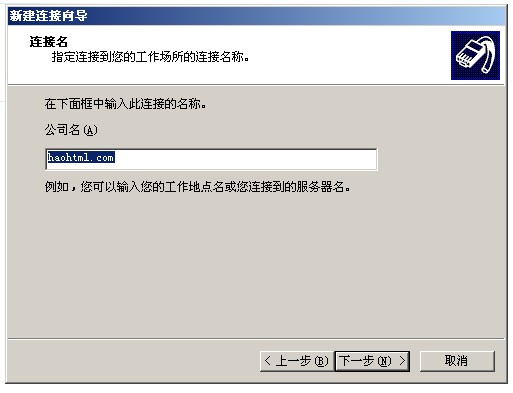 新建连接向导
连接名
指定连接到您的工作场所的连接名称。
在下面框中输入此连接的名称。
公司名(A)
haohtml.com
例如，您可以输入您的工作地点名或您连接到的服务器名。
< 上一步(B) 下一步(N) > 取消